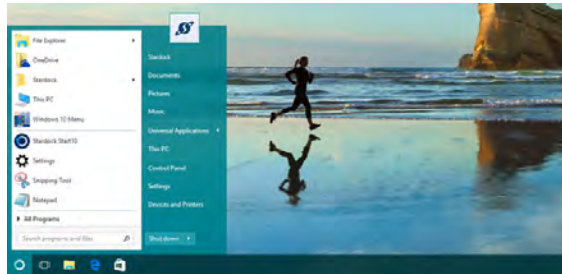 File Explorer
OneDrive
Stardock
This PC
Windows 10 Menu
Stardock Start10
Settings
Snipping Tool
Notepad
All Programs
Search programs and files
Stardock
Documents
Pictures
Music
Universal Applications
This PC
Control Panel
Settings
Devices and Printers
Shut down